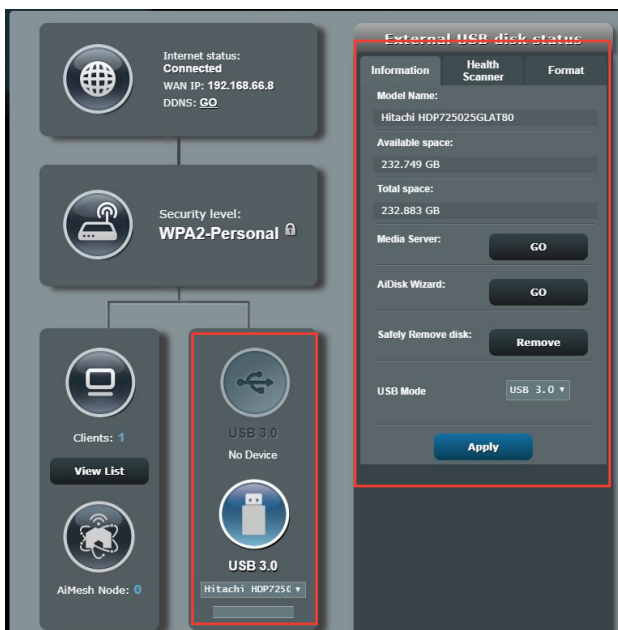 Internet status:
Connected
WAN IP: 192.168.66.8
DDNS: GO
Security level:
WPA2-Personal
Clients: 1
View List
AiMesh Node: 0
USB 3.0
No Device
USB 3.0
Hitachi HDP725C
External USB disk status
Information
Health
Scanner
Format
Model Name:
Hitachi HDP725025GLAT80
Available space:
232.749 GB
Total space:
232.883 GB
Media Server:
GO
AiDisk Wizard:
GO
Safely Remove disk:
Remove
USB Mode
USB 3.0
Apply